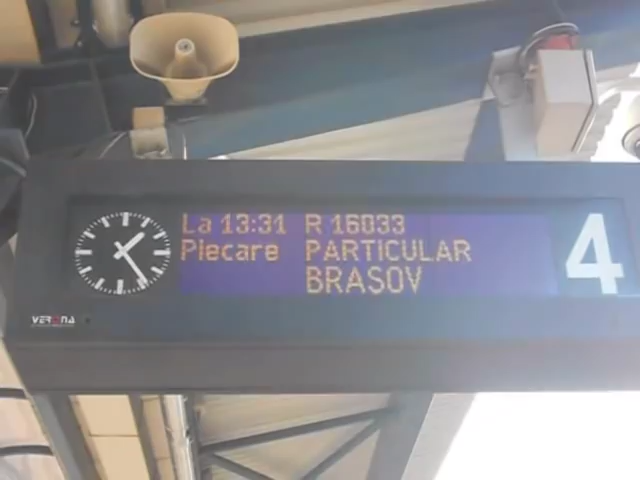 La 13:31 R 16033
Plecare PARTICULAR
BRASOV
4
VERONA